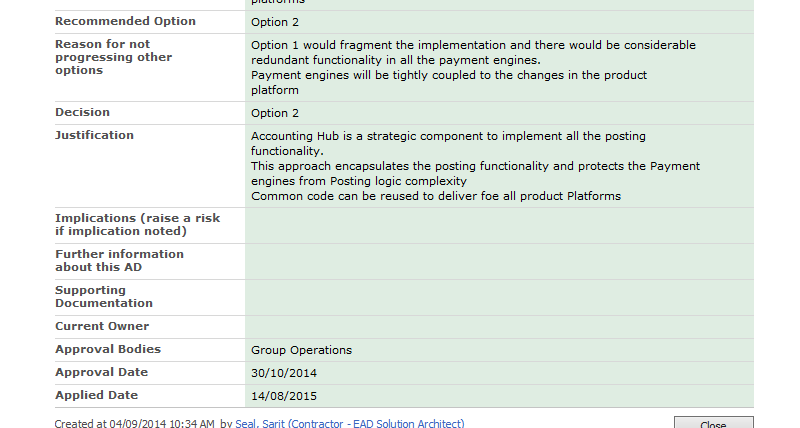 platforms
Recommended Option
Option 2
Reason for not
progressing other
options
Option 1 would fragment the implementation and there would be considerable
redundant functionality in all the payment engines.
Payment engines will be tightly coupled to the changes in the product
platform
Decision
Option 2
Justification
Accounting Hub is a strategic component to implement all the posting
functionality.
This approach encapsulates the posting functionality and protects the Payment
engines from Posting logic complexity
Common code can be reused to deliver foe all product Platforms
Implications (raise a risk
if implication noted)
Further information
about this AD
Supporting
Documentation
Current Owner
Approval Bodies
Group Operations
Approval Date
30/10/2014
Applied Date
14/08/2015
Created at 04/09/2014 10:34 AM by Seal, Sarit (Contractor - EAD Solution Architect)
Close